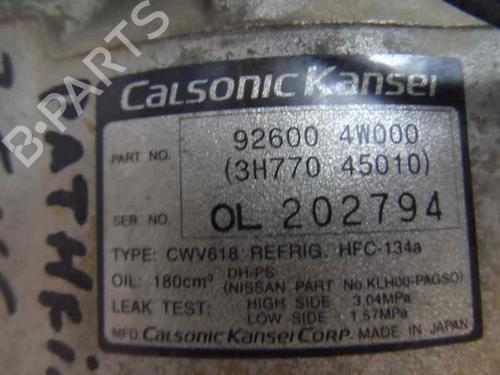 B-PARTS
Calsonic Kansei
PART NO. 92600 4W000
(3H770 45010)
SER NO. OL 202794
TYPE: CWV618 REFRIG. HFC-134a
OIL: 180cm³ DH-PS
(NISSAN PART No.KLH00-PAGSO)
LEAK TEST: HIGH SIDE 3.04MPa
LOW SIDE 1.57MPa
MFD. Calsonic Kansei CORP. MADE IN JAPAN